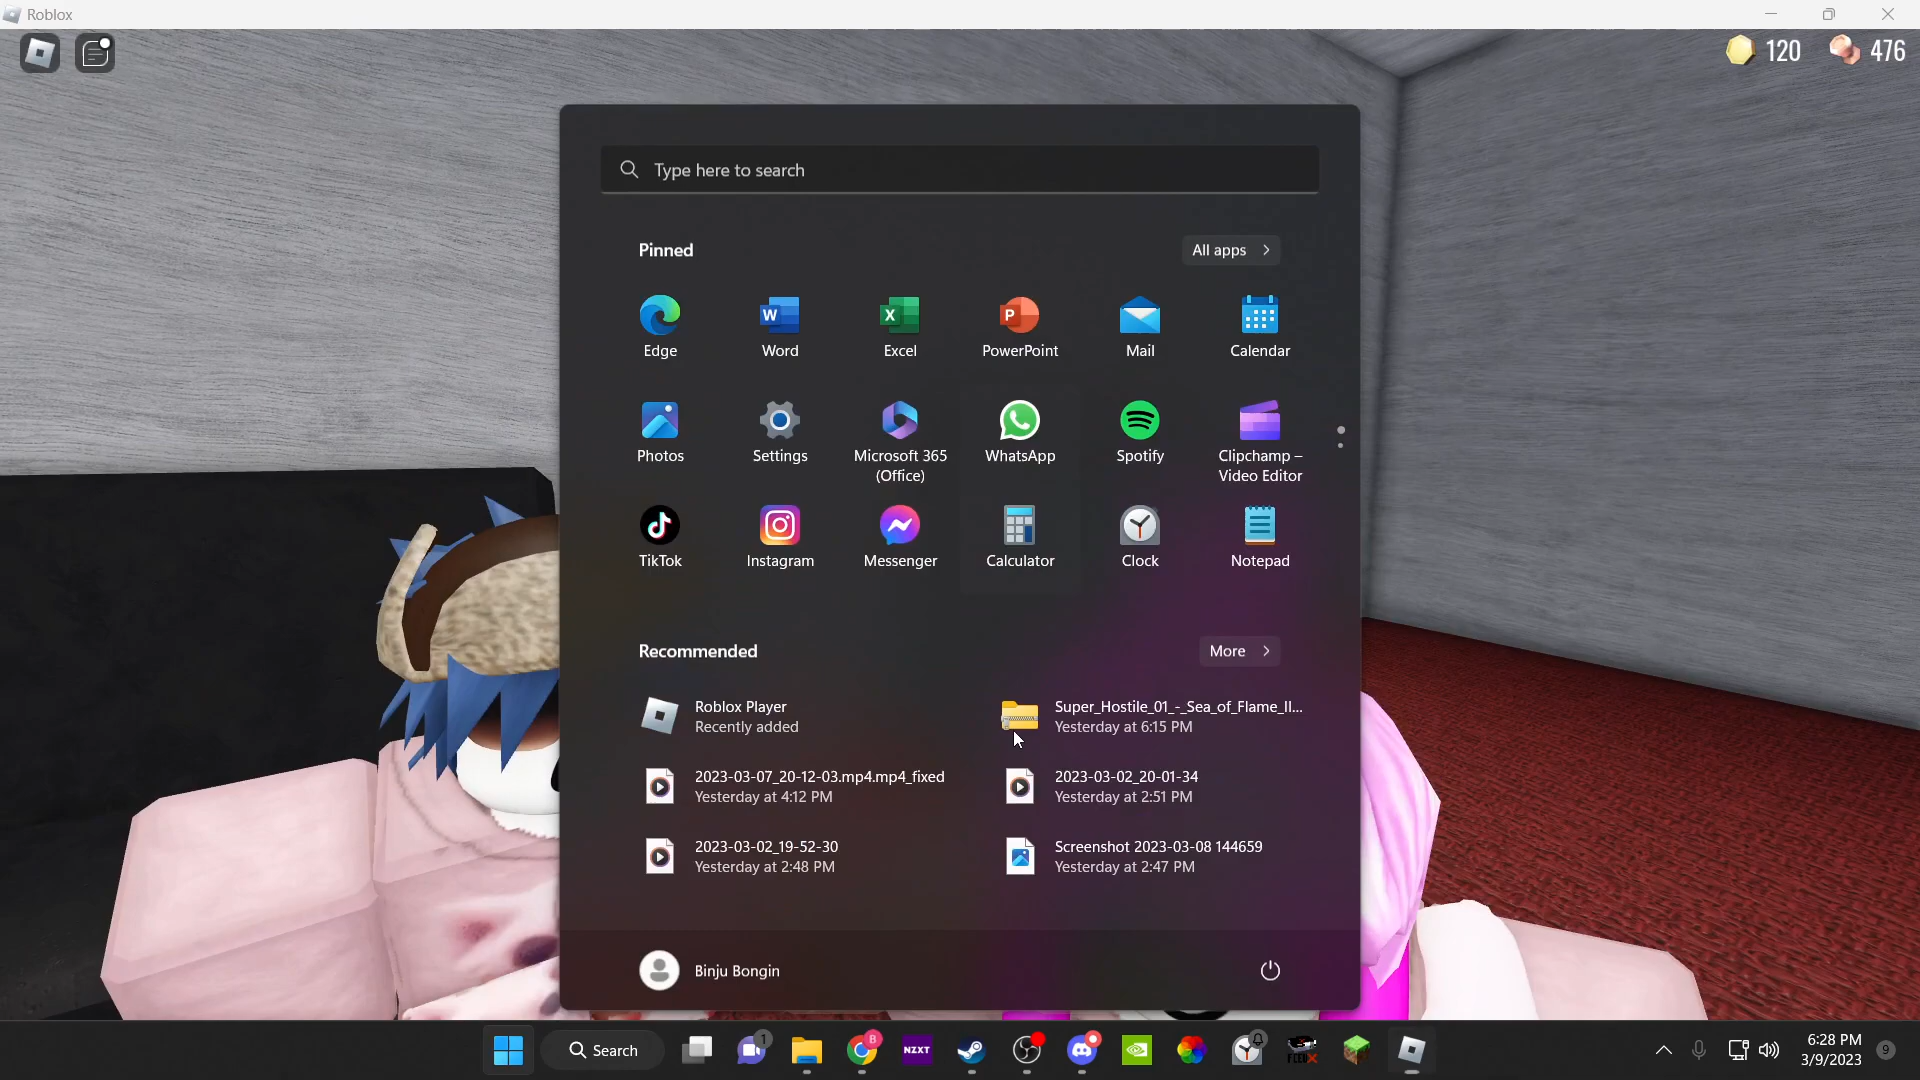 Roblox
120 476
Type here to search
Pinned All apps
Edge Word Excel PowerPoint Mail Calendar
Photos Settings Microsoft 365 (Office) WhatsApp Spotify Clipchamp – Video Editor
TikTok Instagram Messenger Calculator Clock Notepad
Recommended More
Roblox Player
Recently added
Super_Hostile_01_-_Sea_of_Flame_II...
Yesterday at 6:15 PM
2023-03-07_20-12-03.mp4.mp4_fixed
Yesterday at 4:12 PM
2023-03-02_20-01-34
Yesterday at 2:51 PM
2023-03-02_19-52-30
Yesterday at 2:48 PM
Screenshot 2023-03-08 144659
Yesterday at 2:47 PM
Binju Bongin
Search 1 B NZXT 6:28 PM
3/9/2023 9